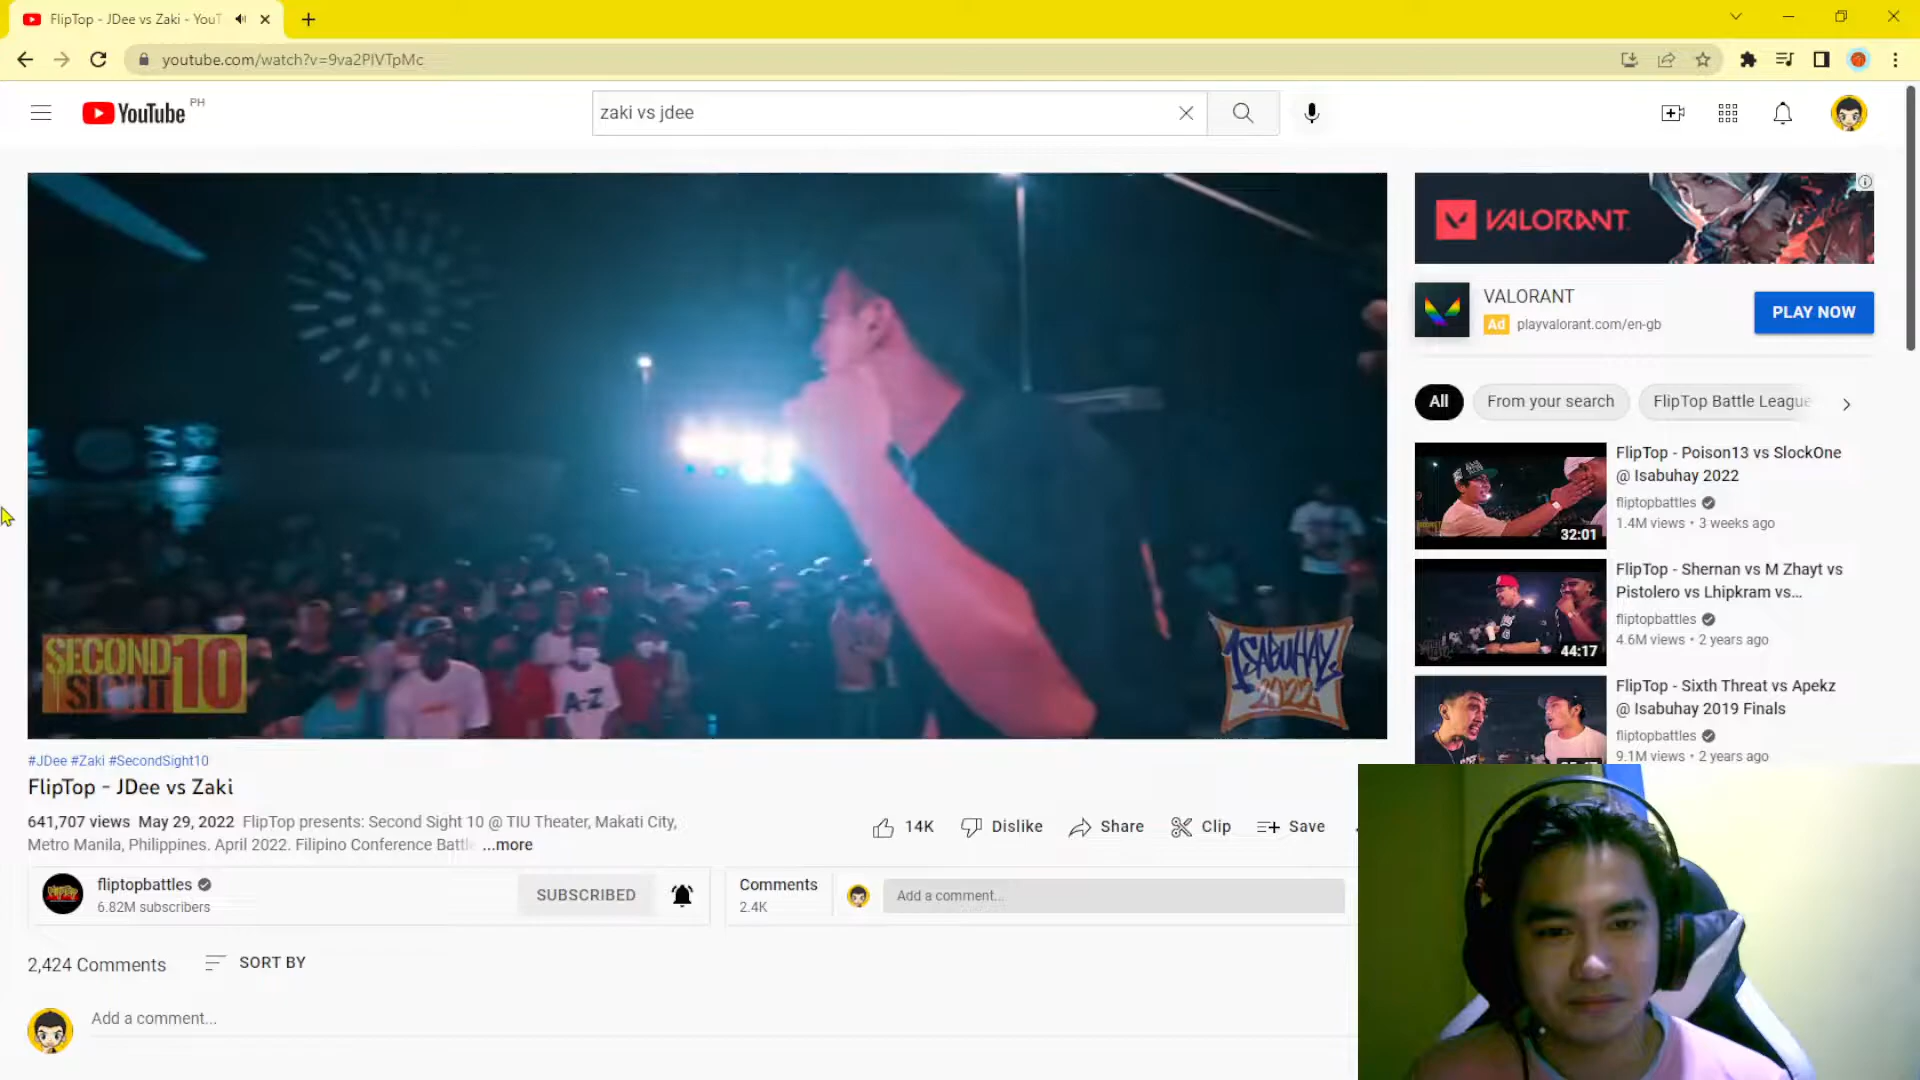 FlipTop - JDee vs Zaki - YouT
youtube.com/watch?v=9va2PlVTpMc
YouTube PH
zaki vs jdee
VALORANT
VALORANT
Ad playvalorant.com/en-gb
PLAY NOW
All
From your search
FlipTop Battle League
FlipTop - Poison13 vs SlockOne
@ Isabuhay 2022
fliptopbattles
1.4M views • 3 weeks ago
32:01
FlipTop - Shernan vs M Zhayt vs
Pistolero vs Lhipkram vs...
fliptopbattles
4.6M views • 2 years ago
44:17
FlipTop - Sixth Threat vs Apekz
@ Isabuhay 2019 Finals
fliptopbattles
9.1M views • 2 years ago
SECOND
SIGHT 10
A-Z
ISABUHAY
2022
#JDee #Zaki #SecondSight10
FlipTop - JDee vs Zaki
641,707 views May 29, 2022 FlipTop presents: Second Sight 10 @ TIU Theater, Makati City,
Metro Manila, Philippines. April 2022. Filipino Conference Battle ...more
14K
Dislike
Share
Clip
Save
fliptopbattles
6.82M subscribers
SUBSCRIBED
Comments
2.4K
Add a comment...
2,424 Comments
SORT BY
Add a comment...